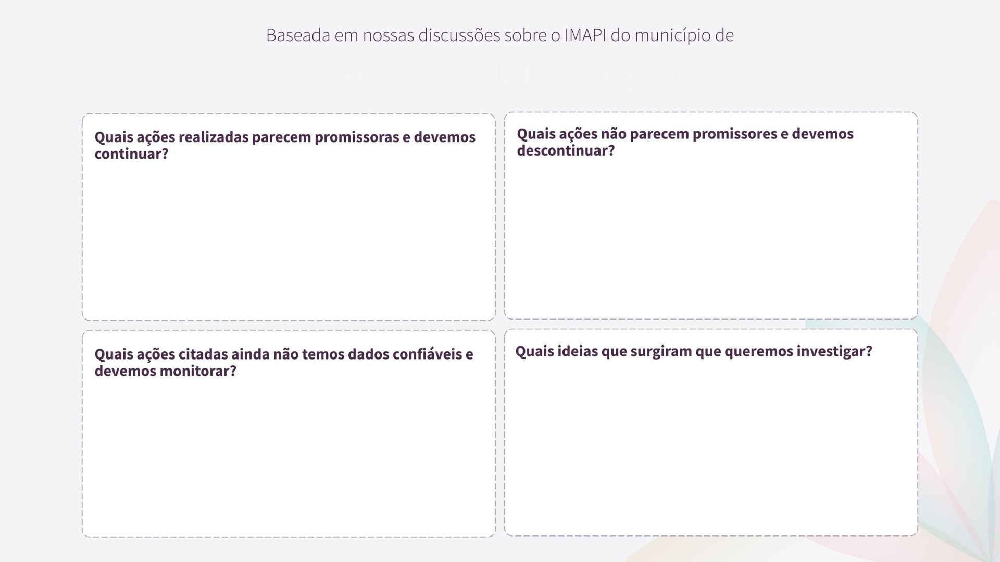 Baseada em nossas discussões sobre o IMAPI do município de
Nome do Município
Quais ações realizadas parecem promissoras e devemos
continuar?
Quais ações não parecem promissores e devemos
descontinuar?
Quais ações citadas ainda não temos dados confiáveis e
devemos monitorar?
Quais ideias que surgiram que queremos investigar?